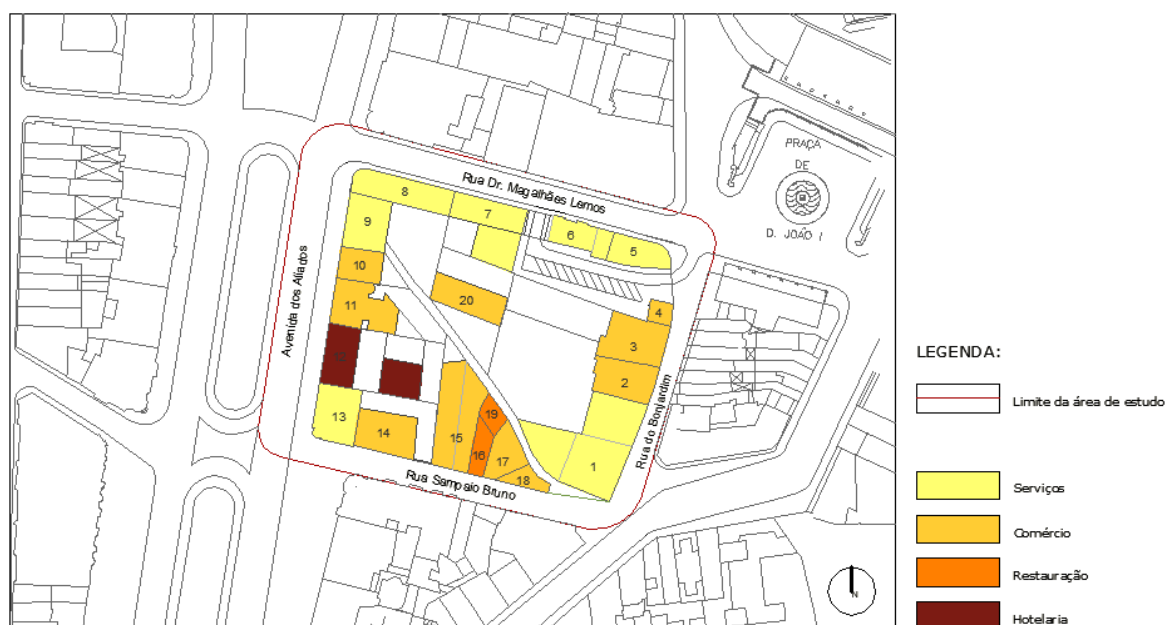 PRAÇA
DE
D. JOÃO I
Rua Dr. Magalhães Lemos
8
7
6
5
9
10
11
20
4
3
2
Avenida dos Aliados
12
13
14
15
19
16
17
18
1
Rua do Bonjardim
Rua Sampaio Bruno
N
LEGENDA:
Limite da área de estudo
Serviços
Comércio
Restauração
Hotelaria